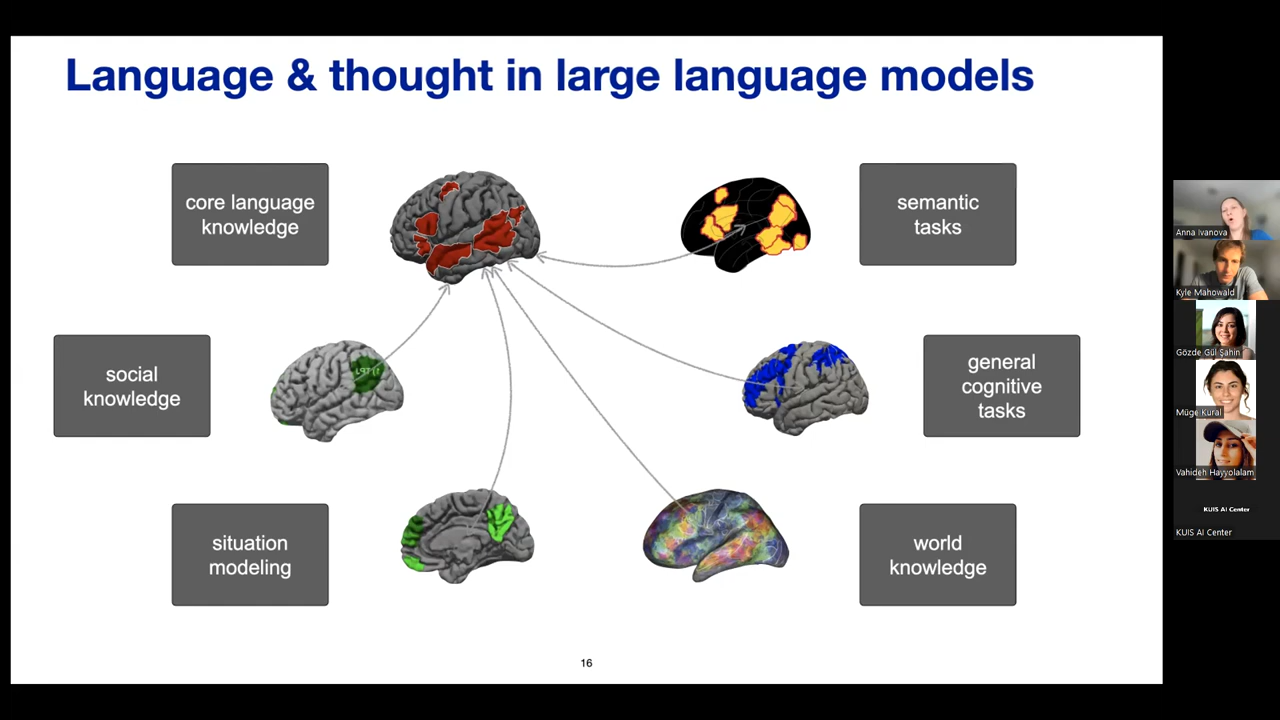 Language & thought in large language models
core language
knowledge
semantic
tasks
social
knowledge
general
cognitive
tasks
situation
modeling
world
knowledge
16
Anna Ivanova
Kyle Mahowald
Gözde Gül Şahin
Müge Kural
Vahideh Hayyolalam
KUIS AI Center
KUIS AI Center